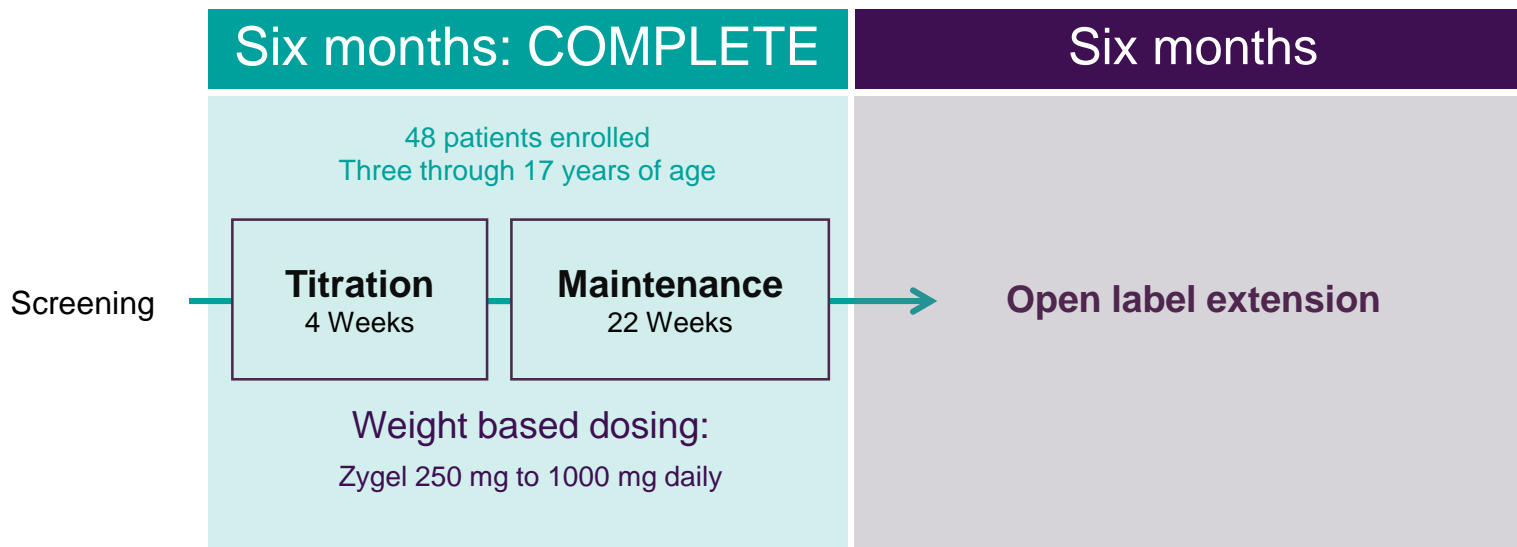 Six months: COMPLETE
Six months
48 patients enrolled
Three through 17 years of age
Screening
Titration
4 Weeks
Maintenance
22 Weeks
Open label extension
Weight based dosing:
Zygel 250 mg to 1000 mg daily